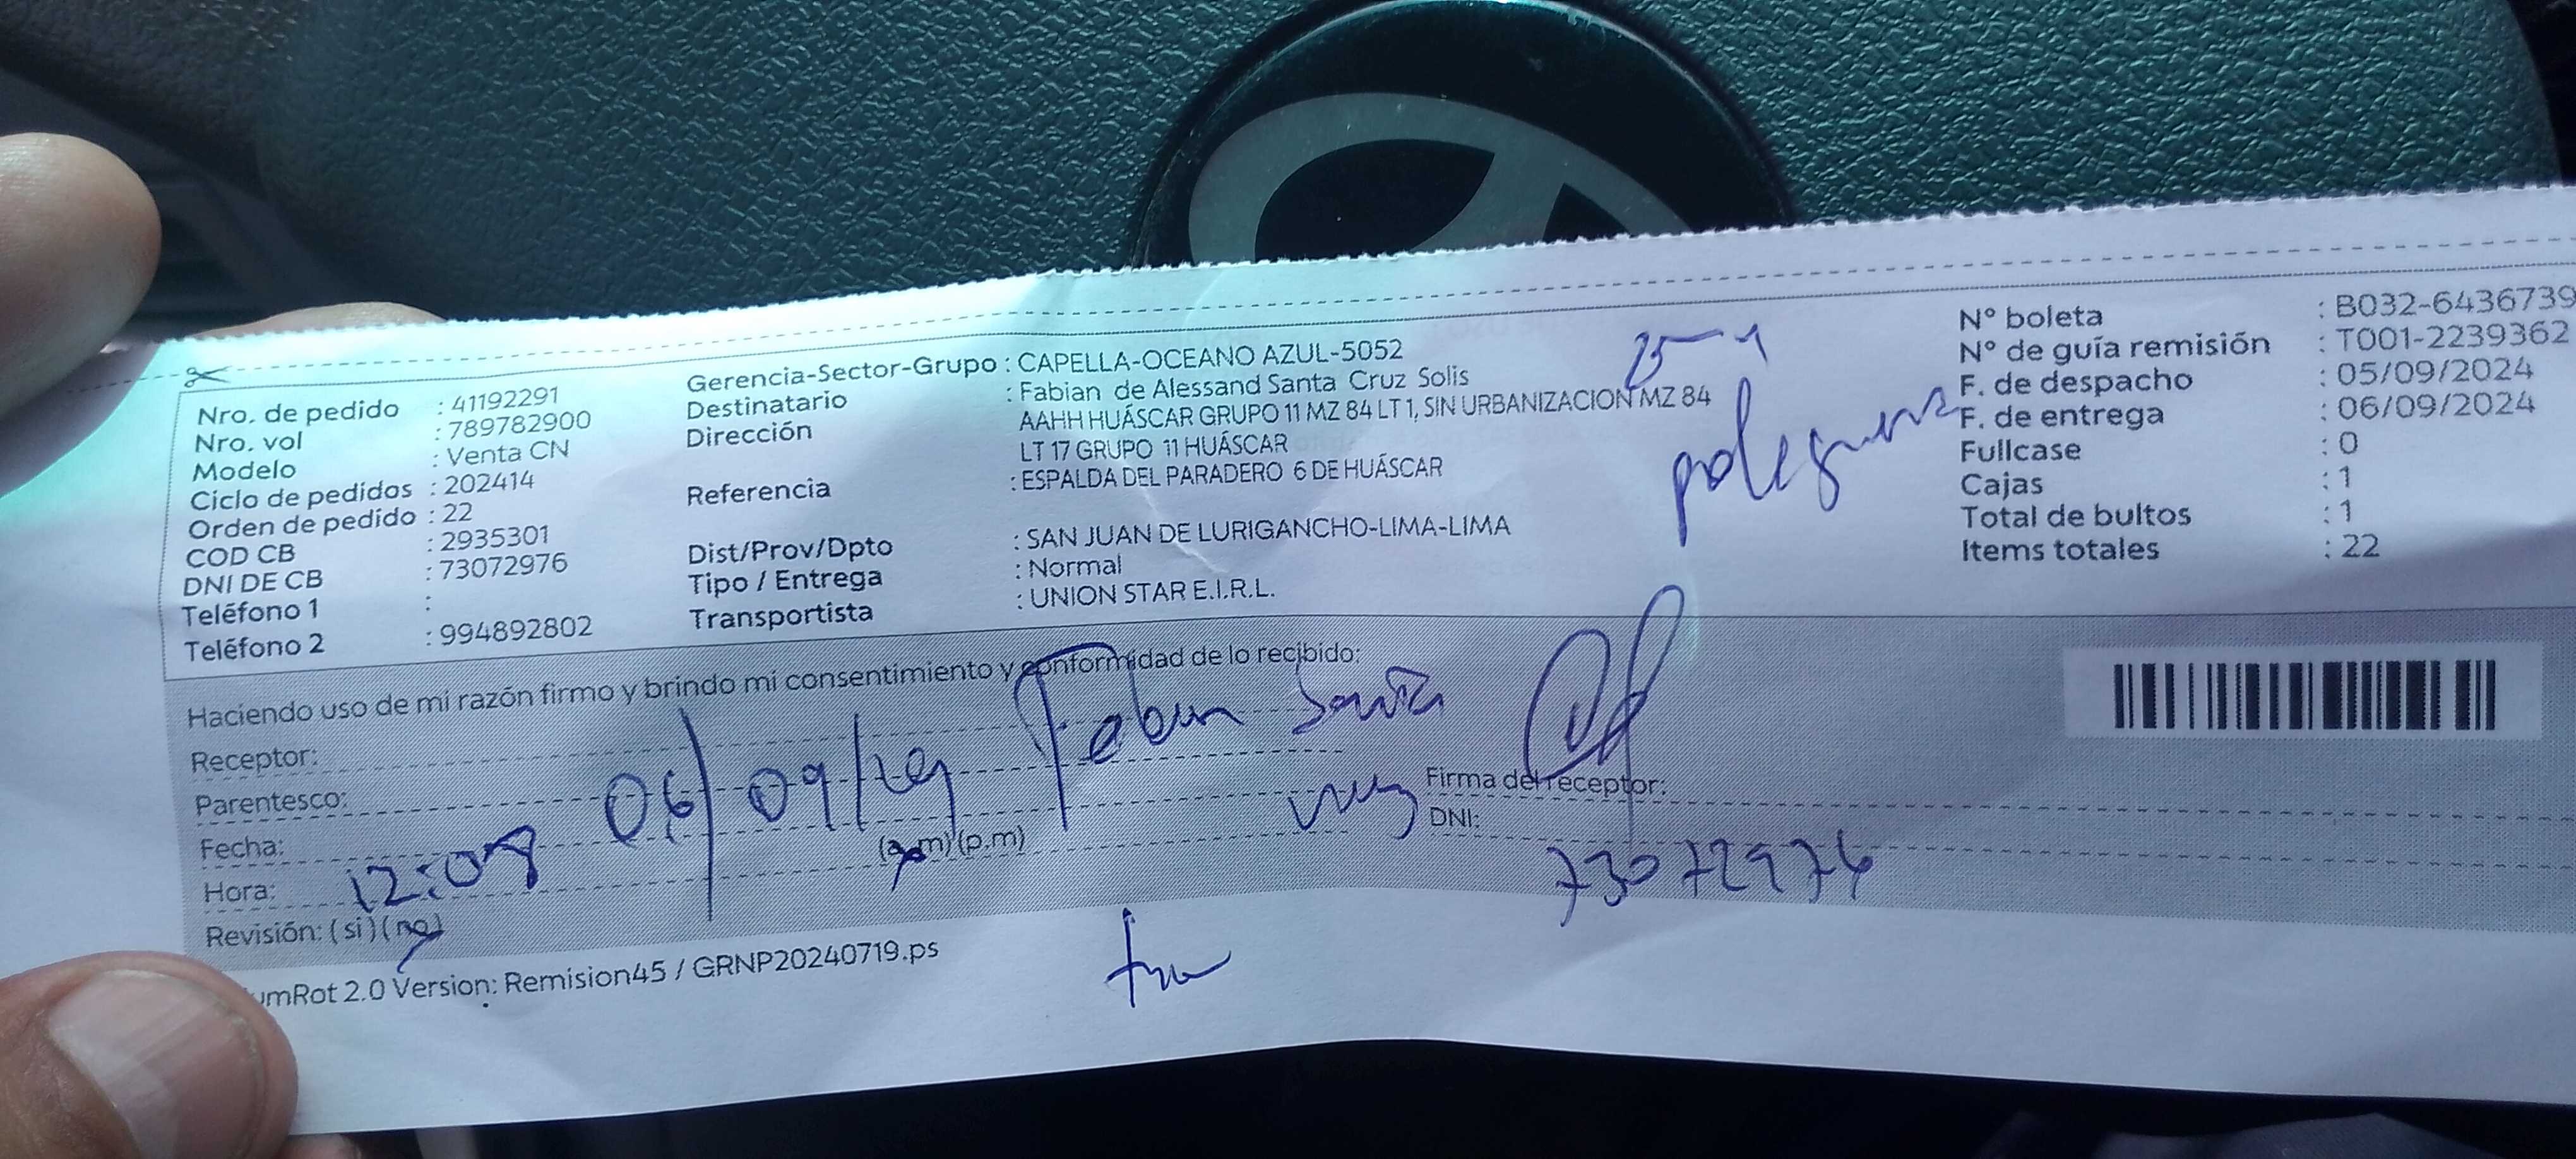 Nro. de pedido : 41192291
Nro. vol : 789782900
Modelo : Venta CN
Ciclo de pedidos : 202414
Orden de pedido : 22
COD CB : 2935301
DNI DE CB : 73072976
Teléfono 1 :
Teléfono 2 : 994892802
Gerencia-Sector-Grupo : CAPELLA-OCEANO AZUL-5052
Destinatario : Fabian de Alessand Santa Cruz Solis
Dirección AAHH HUÁSCAR GRUPO 11 MZ 84 LT 1, SIN URBANIZACION MZ 84
LT 17 GRUPO 11 HUÁSCAR
Referencia : ESPALDA DEL PARADERO 6 DE HUÁSCAR
Dist/Prov/Dpto : SAN JUAN DE LURIGANCHO-LIMA-LIMA
Tipo / Entrega : Normal
Transportista : UNION STAR E.I.R.L.
N° boleta : B032-6436739
N° de guía remisión : T001-2239362
F. de despacho : 05/09/2024
F. de entrega : 06/09/2024
Fullcase : 0
Cajas : 1
Total de bultos : 1
Items totales : 22
Haciendo uso de mi razón firmo y brindo mi consentimiento y conformidad de lo recibido:
Receptor:
Parentesco:
Fecha: 06/09/
Hora: 12:08 (a.m) (p.m)
Revisión: (si) (no)
Firma del receptor:
DNI: 73072976
umRot 2.0 Version: Remision45 / GRNP20240719.ps